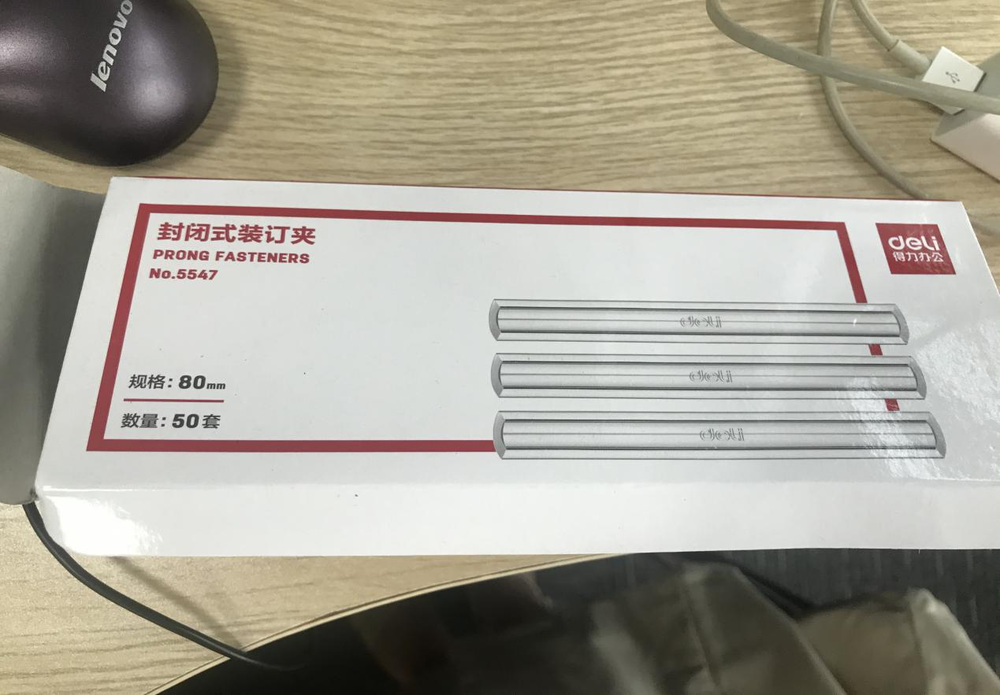 lenovo
封闭式装订夹
PRONG FASTENERS
No.5547
deli
得力办公
规格：80mm
数量：50套